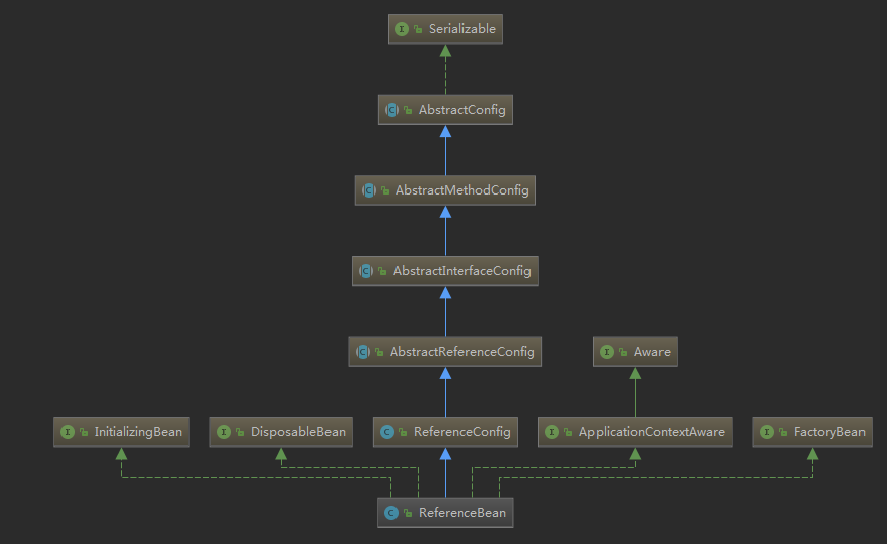 Serializable
AbstractConfig
AbstractMethodConfig
AbstractInterfaceConfig
AbstractReferenceConfig
Aware
InitializingBean
DisposableBean
ReferenceConfig
ApplicationContextAware
FactoryBean
ReferenceBean